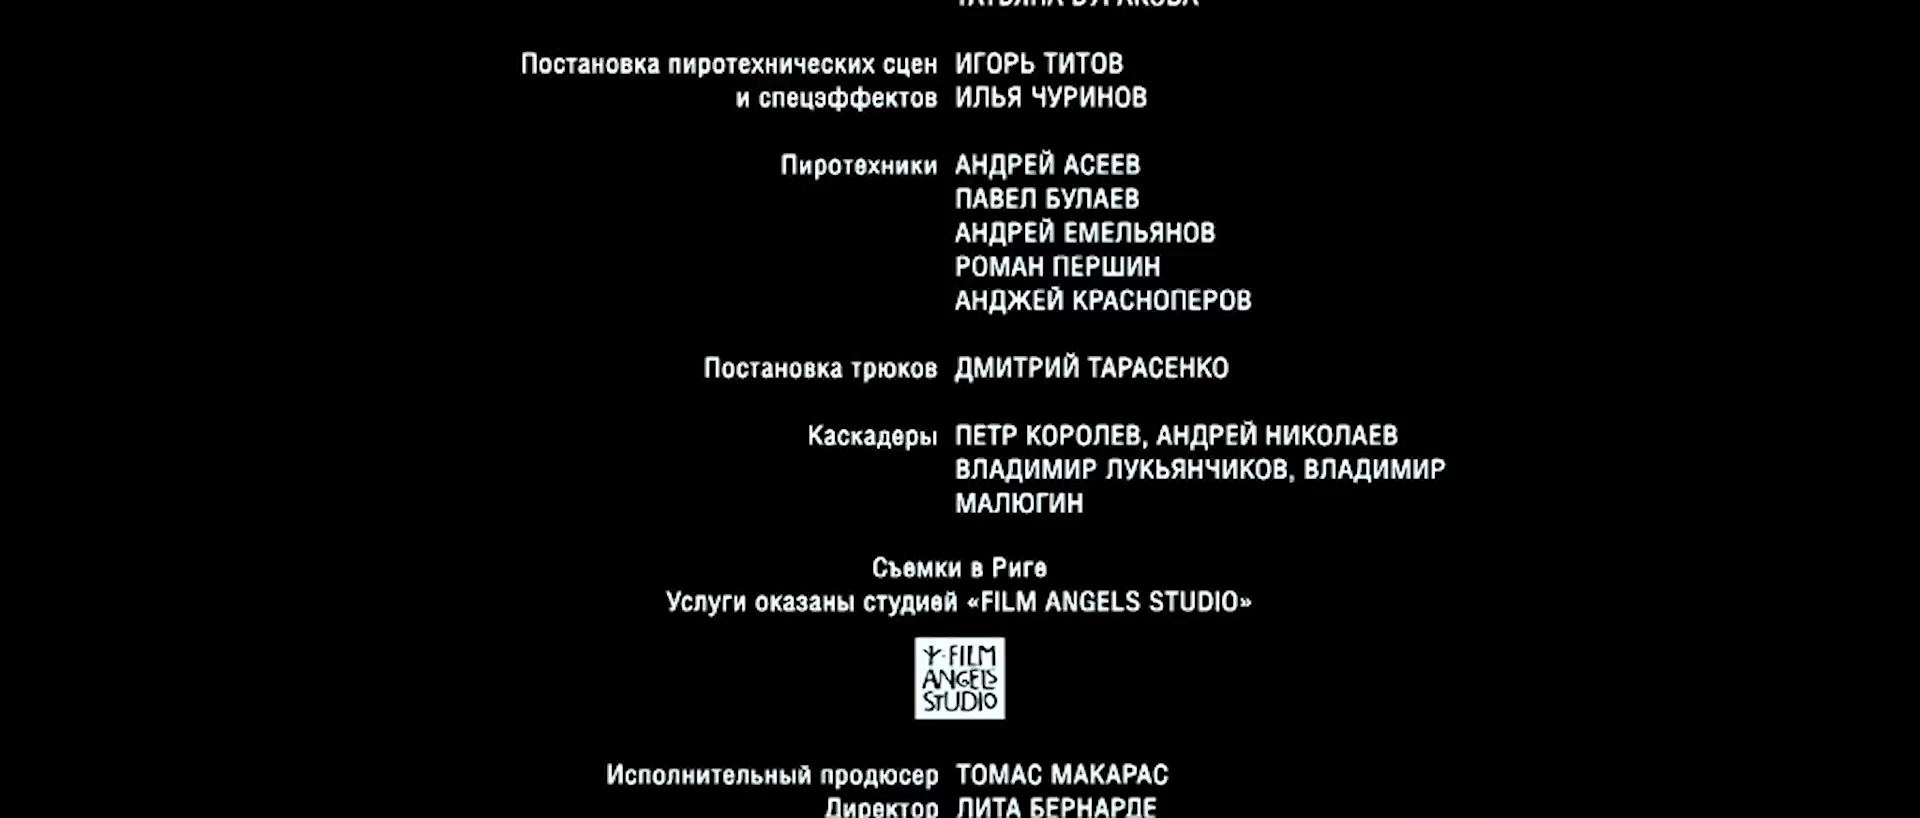 Постановка пиротехнических сцен ИГОРЬ ТИТОВ
и спецэффектов ИЛЬЯ ЧУРИНОВ
Пиротехники АНДРЕЙ АСЕЕВ
ПАВЕЛ БУЛАЕВ
АНДРЕЙ ЕМЕЛЬЯНОВ
РОМАН ПЕРШИН
АНДЖЕЙ КРАСНОПЕРОВ
Постановка трюков ДМИТРИЙ ТАРАСЕНКО
Каскадеры ПЕТР КОРОЛЕВ, АНДРЕЙ НИКОЛАЕВ
ВЛАДИМИР ЛУКЬЯНЧИКОВ, ВЛАДИМИР
МАЛЮГИН
Съемки в Риге
Услуги оказаны студией «FILM ANGELS STUDIO»
FILM
ANGELS
STUDIO
Исполнительный продюсер ТОМАС МАКАРАС
Директор ЛИТА БЕРНАРДЕ